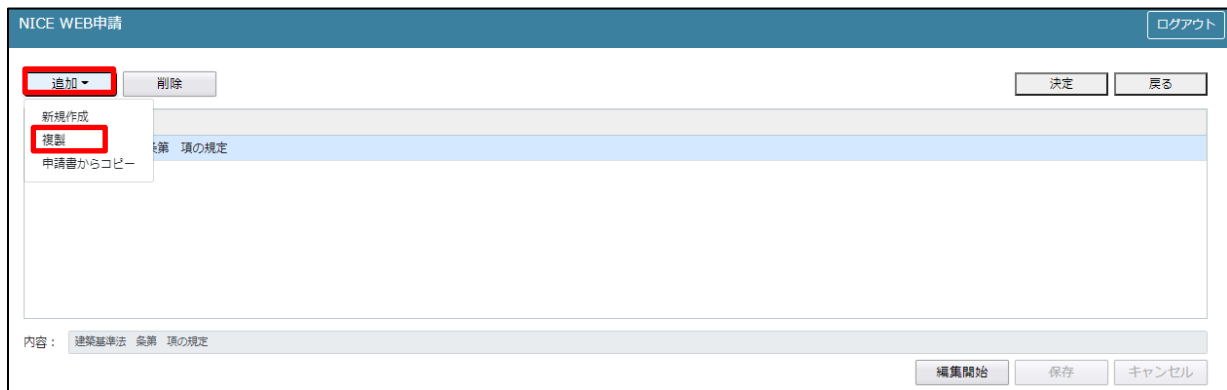 NICE WEB申請
ログアウト
追加
削除
決定
戻る
新規作成
複製
条第 項の規定
申請書からコピー
内容： 建築基準法 条第 項の規定
編集開始
保存
キャンセル